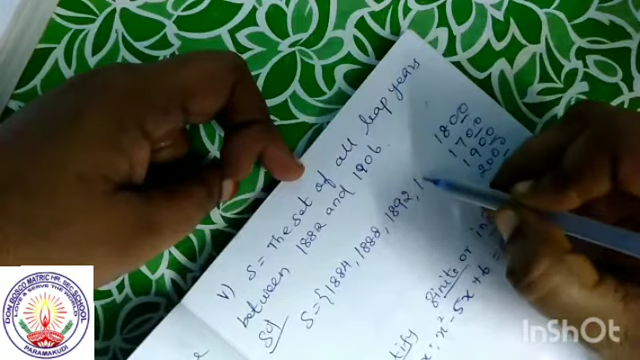 v) S = The set of all leap years
between 1882 and 1906.
Sol
S = {1884, 1888, 1892, 1
1800
1700
1900
2000
finite or in
x: x² - 5x + 6 =
DON BOSCO MATRIC HR. SEC. SCHOOL
PARAMAKUDI
InShOt